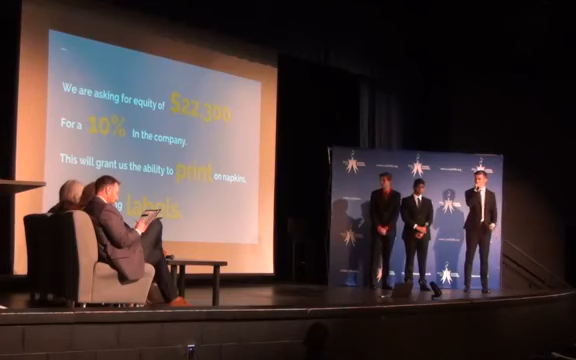 We are asking for equity of $22,300
For a 10% In the company.
This will grant us the ability to print on napkins,
labels.